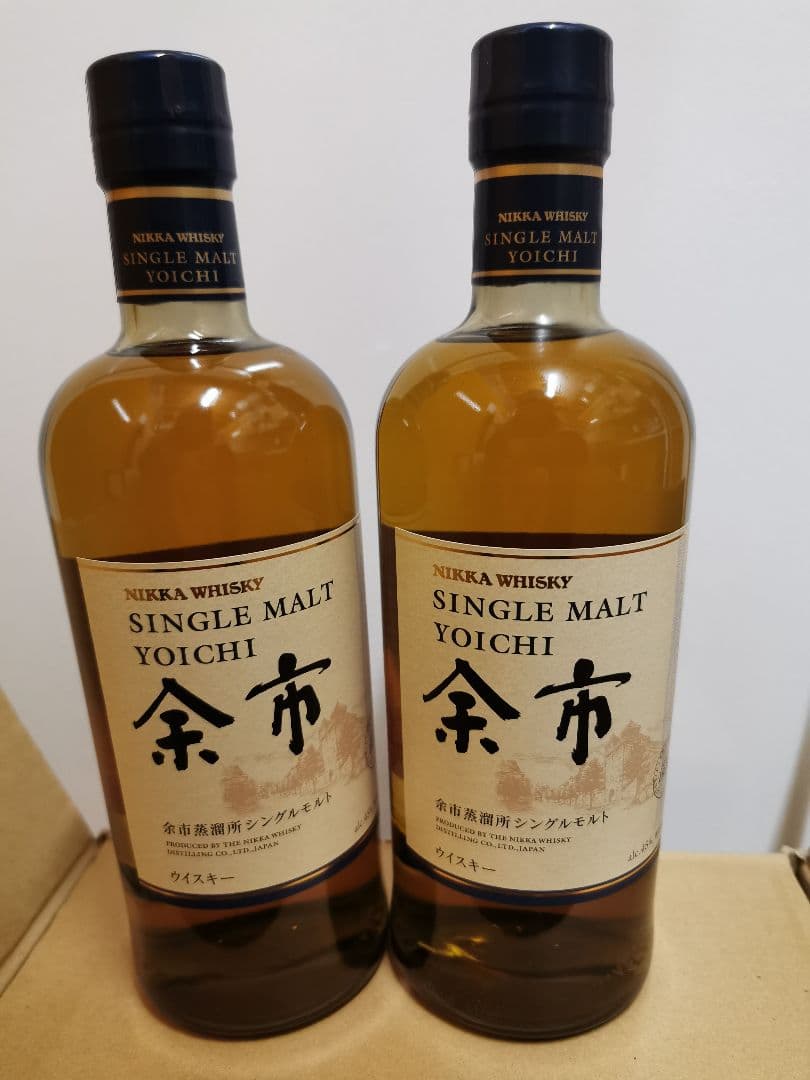 NIKKA WHISKY
SINGLE MALT
YOICHI
NIKKA WHISKY
SINGLE MALT
YOICHI
余市
余市蒸溜所シングルモルト
PRODUCED BY THE NIKKA WHISKY
DISTILLING CO.,LTD.,JAPAN
ウイスキー
NIKKA WHISKY
SINGLE MALT
YOICHI
NIKKA WHISKY
SINGLE MALT
YOICHI
余市
余市蒸溜所シングルモルト
PRODUCED BY THE NIKKA WHISKY
DISTILLING CO.,LTD.,JAPAN
ウイスキー
alc.45%